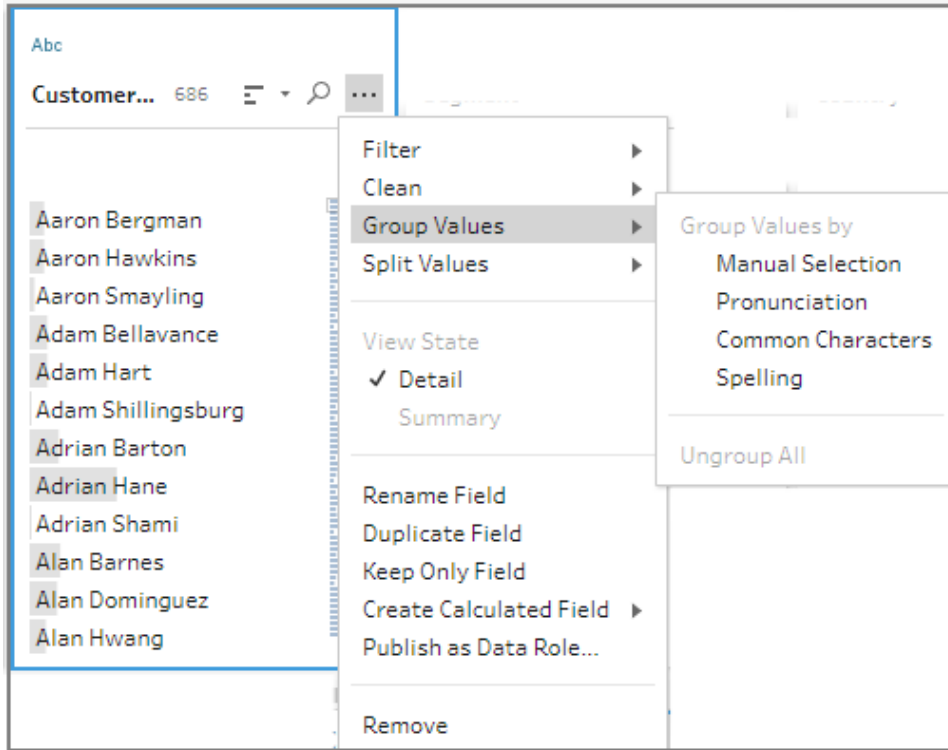 Abc
Customer... 686
Aaron Bergman
Aaron Hawkins
Aaron Smayling
Adam Bellavance
Adam Hart
Adam Shillingsburg
Adrian Barton
Adrian Hane
Adrian Shami
Alan Barnes
Alan Dominguez
Alan Hwang
Filter
Clean
Group Values
Split Values
View State
Detail
Summary
Rename Field
Duplicate Field
Keep Only Field
Create Calculated Field
Publish as Data Role...
Remove
Group Values by
Manual Selection
Pronunciation
Common Characters
Spelling
Ungroup All